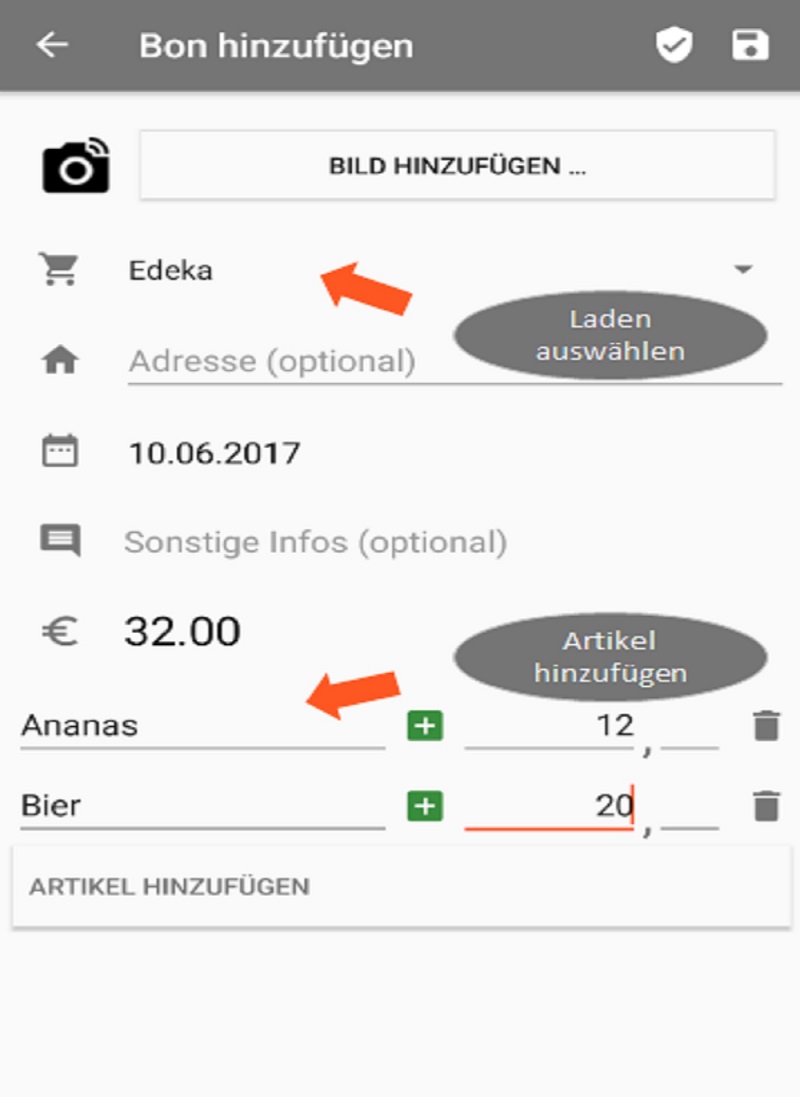 Bon hinzufügen
BILD HINZUFÜGEN ...
Edeka
Laden
auswählen
Adresse (optional)
10.06.2017
Sonstige Infos (optional)
€ 32.00
Artikel
hinzufügen
Ananas 12 ,
Bier 20 ,
ARTIKEL HINZUFÜGEN